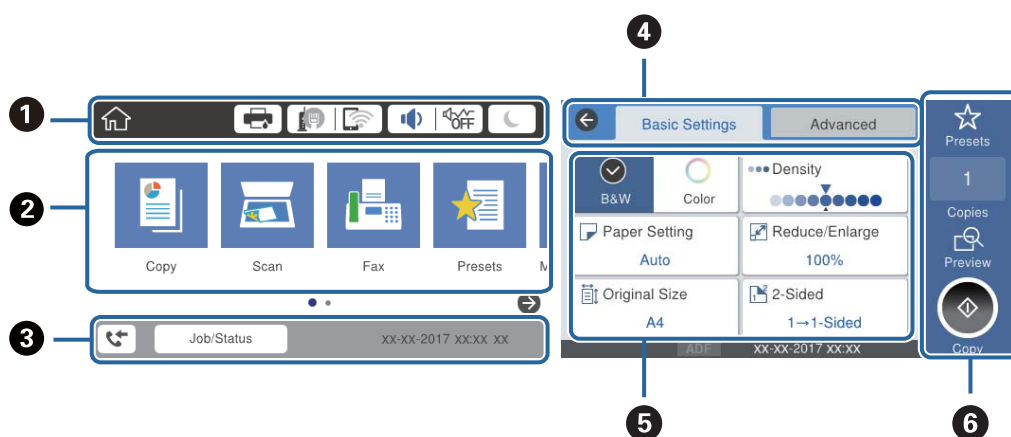 1
OFF
2
Copy
Scan
Fax
Presets
3
Job/Status
XX-XX-2017 XX:XX XX
4
Basic Settings
Advanced
B&W
Color
Density
Paper Setting
Auto
Reduce/Enlarge
100%
Original Size
A4
1 2
2-Sided
1→1-Sided
ADF
XX-XX-2017 XX:XX
5
Presets
1
Copies
Preview
Copy
6